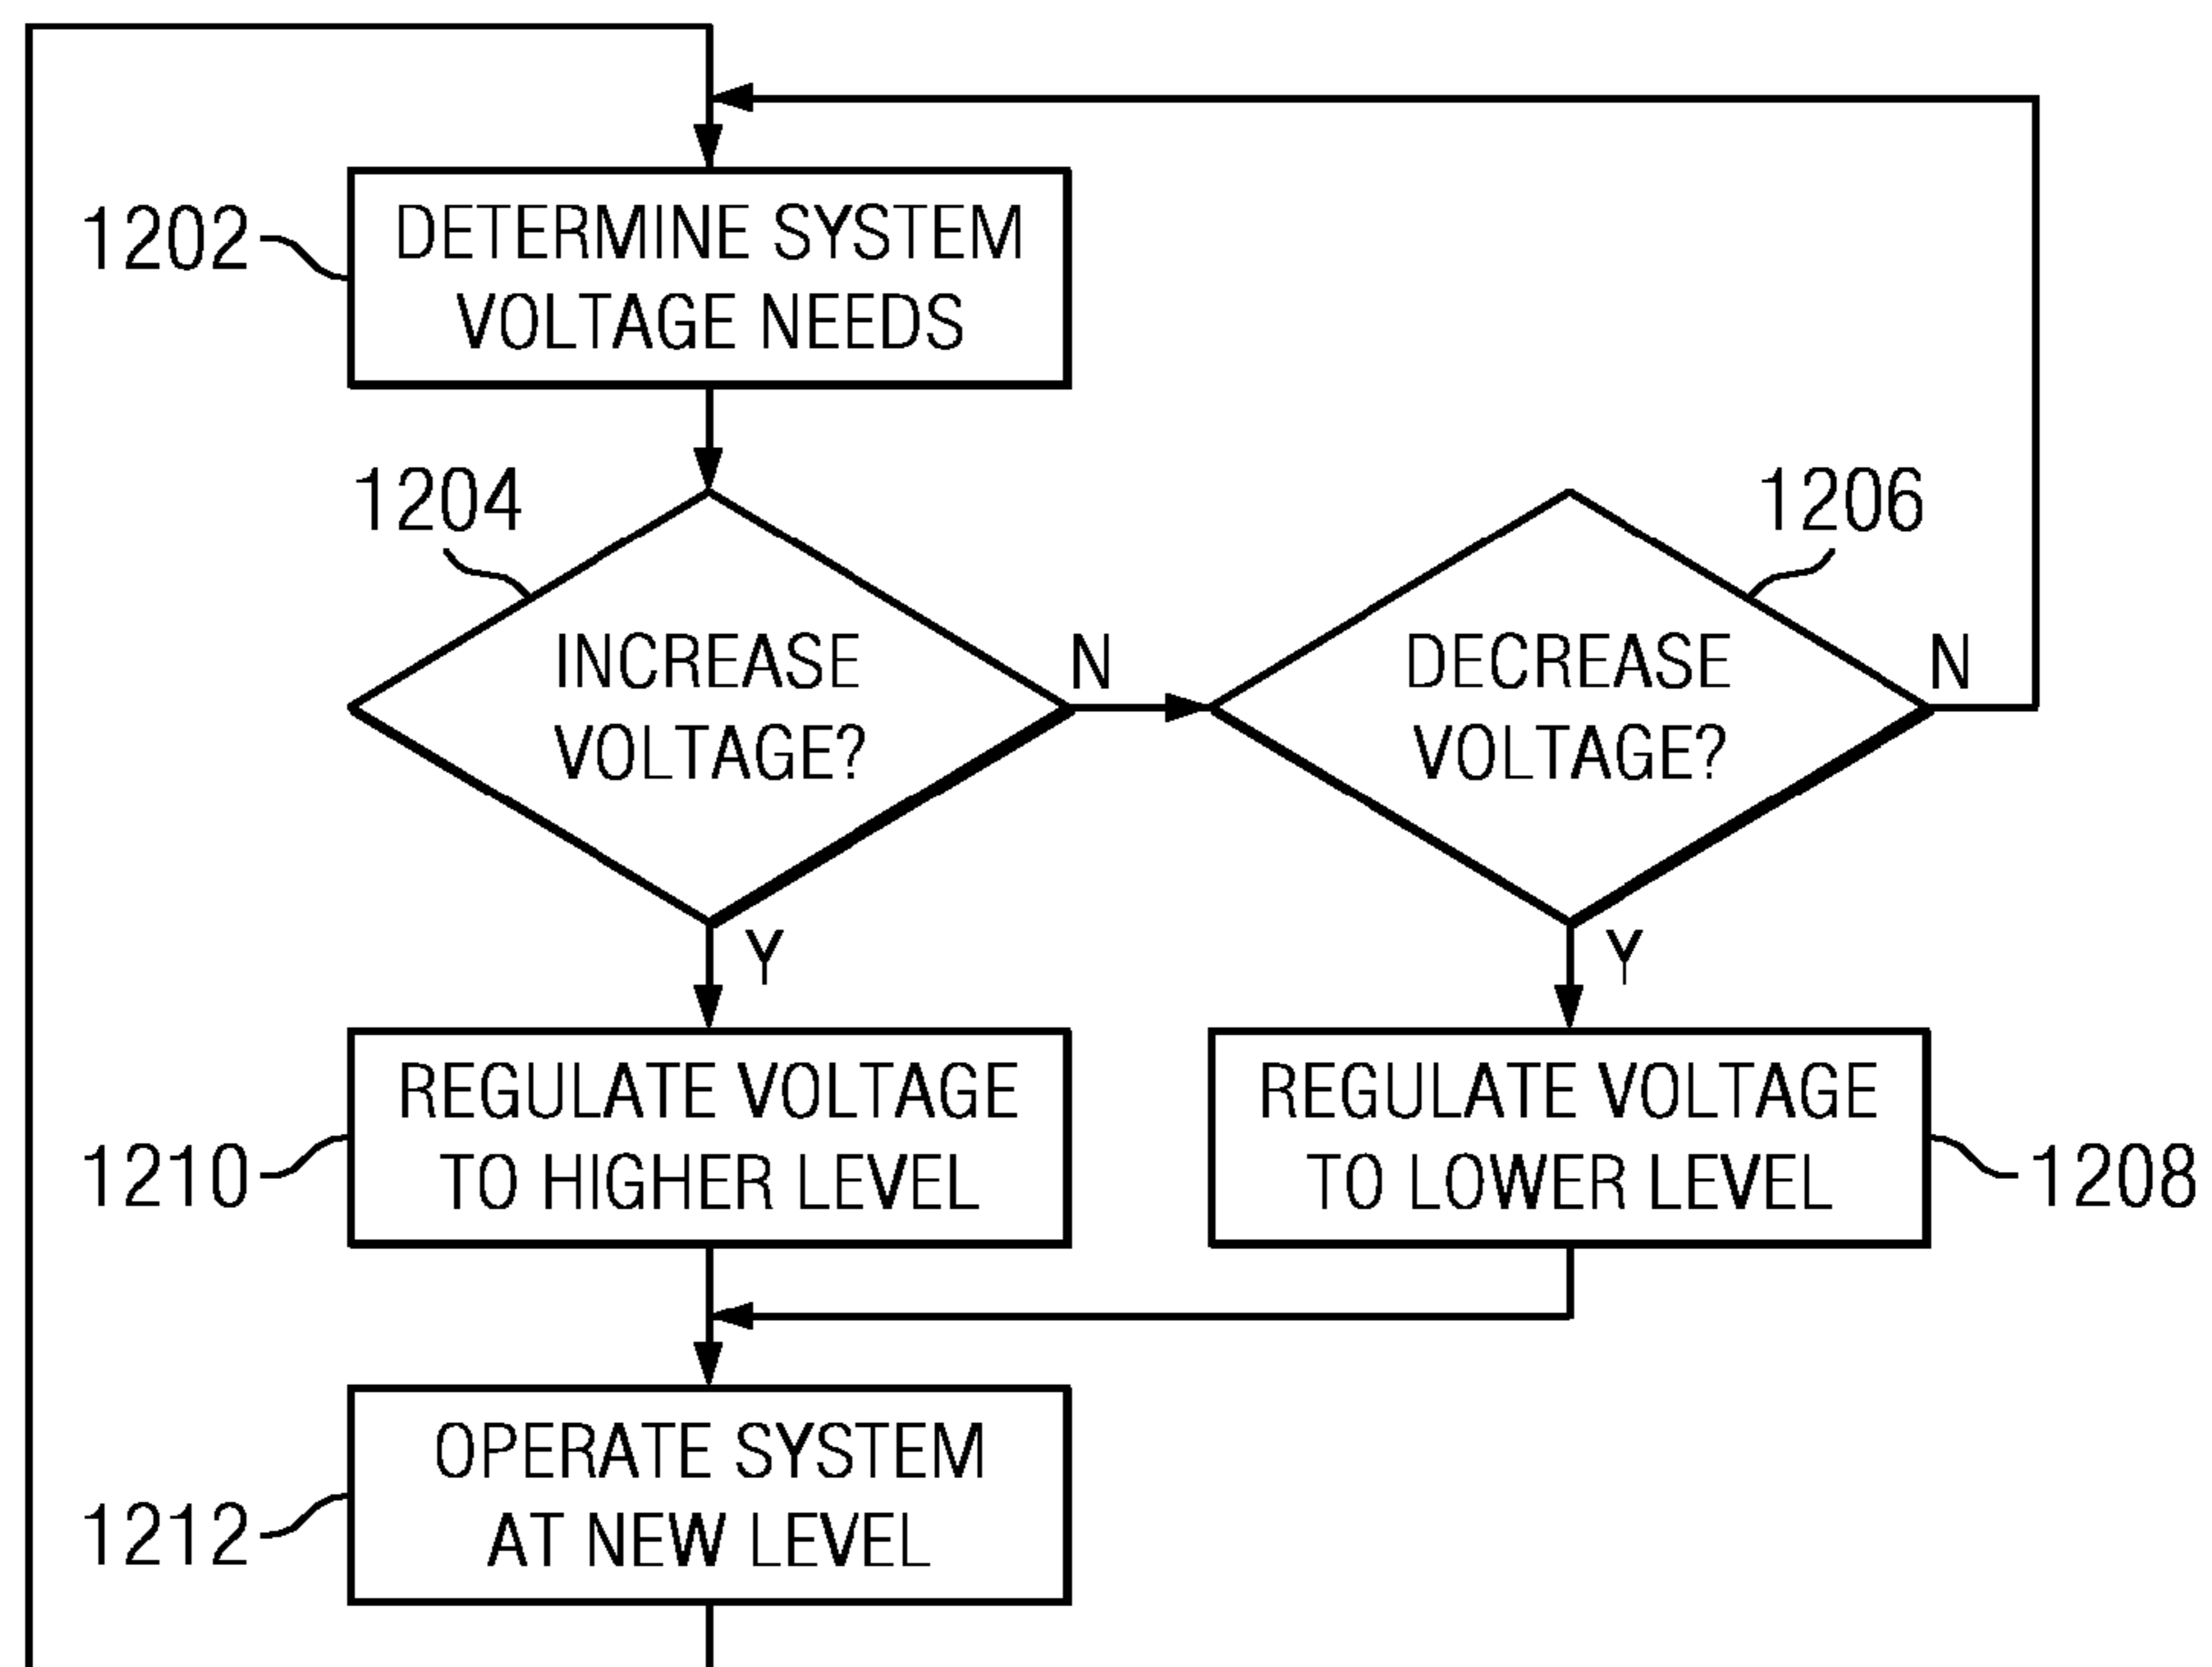 1202
DETERMINE SYSTEM
VOLTAGE NEEDS
1204
1206
INCREASE
VOLTAGE?
N
DECREASE
VOLTAGE?
N
Y
Y
REGULATE VOLTAGE
TO HIGHER LEVEL
1210
REGULATE VOLTAGE
TO LOWER LEVEL
1208
OPERATE SYSTEM
AT NEW LEVEL
1212